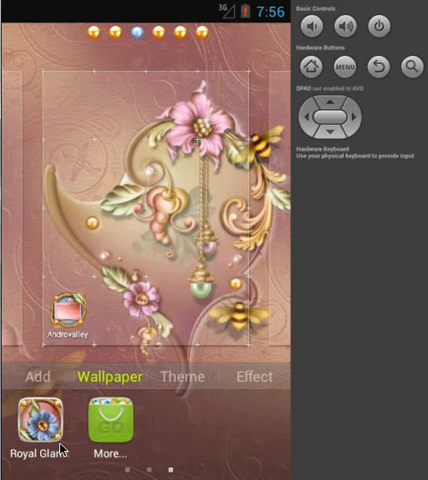 3G 7:56
Basic Controls
Hardware Buttons
MENU
DPAD not enabled in AVD
Hardware Keyboard
Use your physical keyboard to provide input
Androvalley
Add Wallpaper Theme Effect
GO
Royal Glam More...